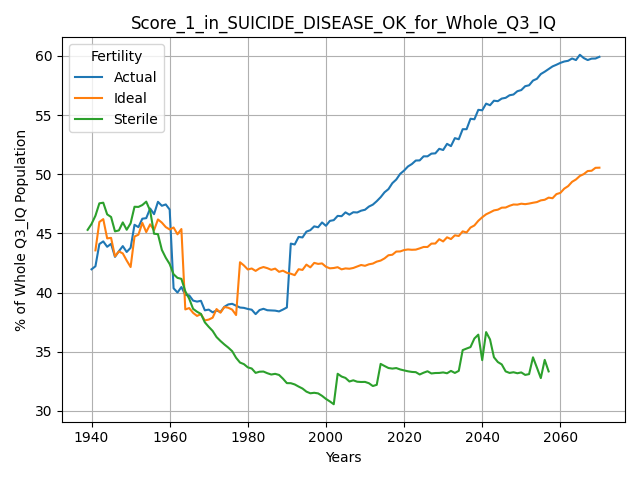 Score_1_in_SUICIDE_DISEASE_OK_for_Whole_Q3_IQ
Fertility
Actual
Ideal
Sterile
% of Whole Q3_IQ Population
60
55
50
45
40
35
30
1940 1960 1980 2000 2020 2040 2060
Years